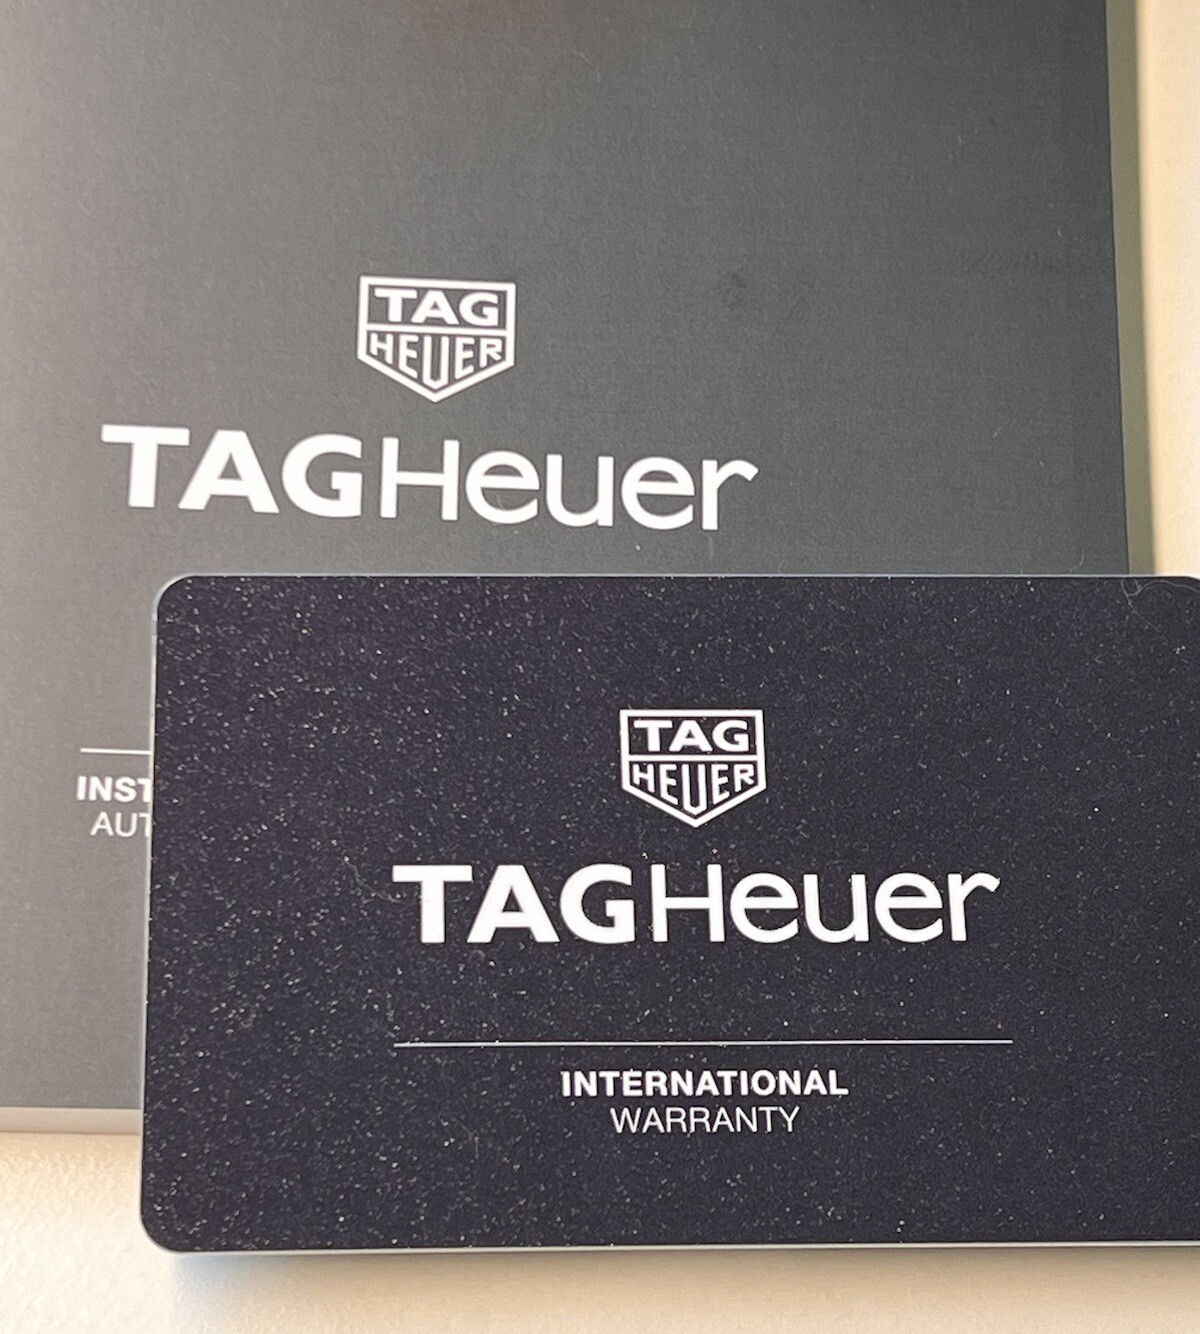 TAG
HEUER
TAGHeuer
INST
AUT
TAG
HEUER
TAGHeuer
INTERNATIONAL
WARRANTY